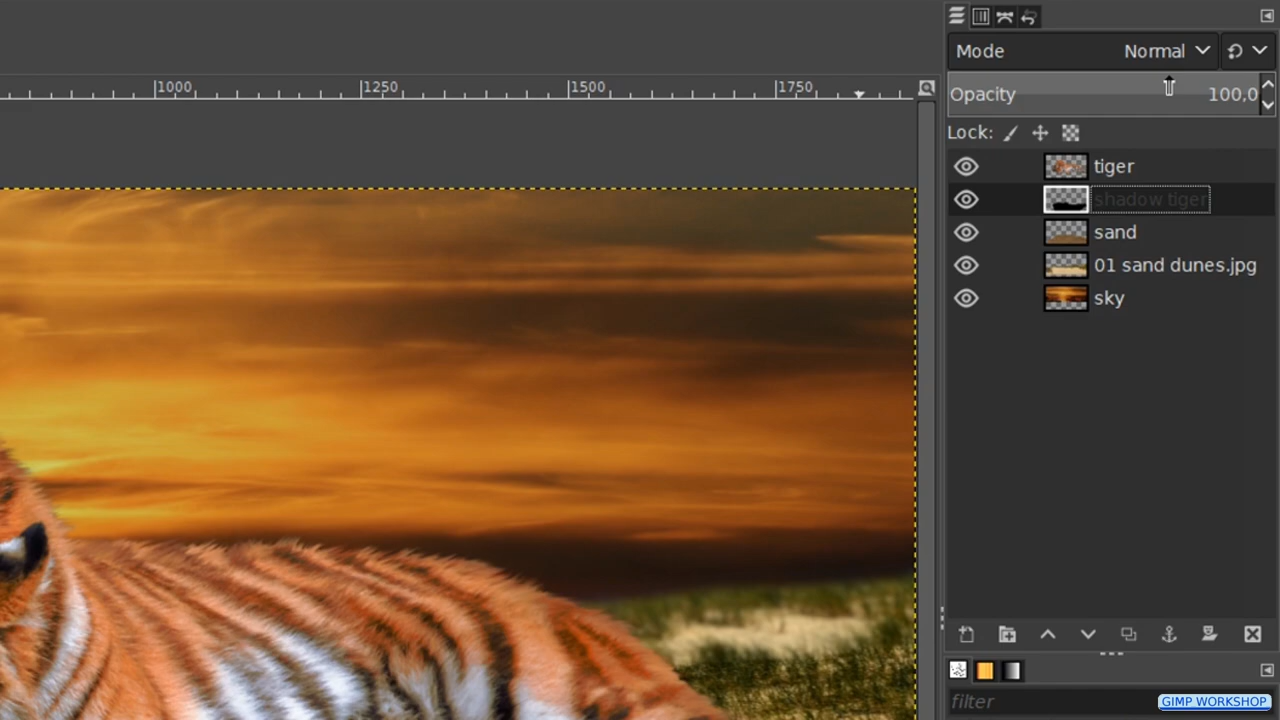 Mode Normal
1000 1250 1500 1750
Opacity 100,0
Lock:
tiger
shadow tiger
sand
01 sand dunes.jpg
sky
filter
GIMP WORKSHOP